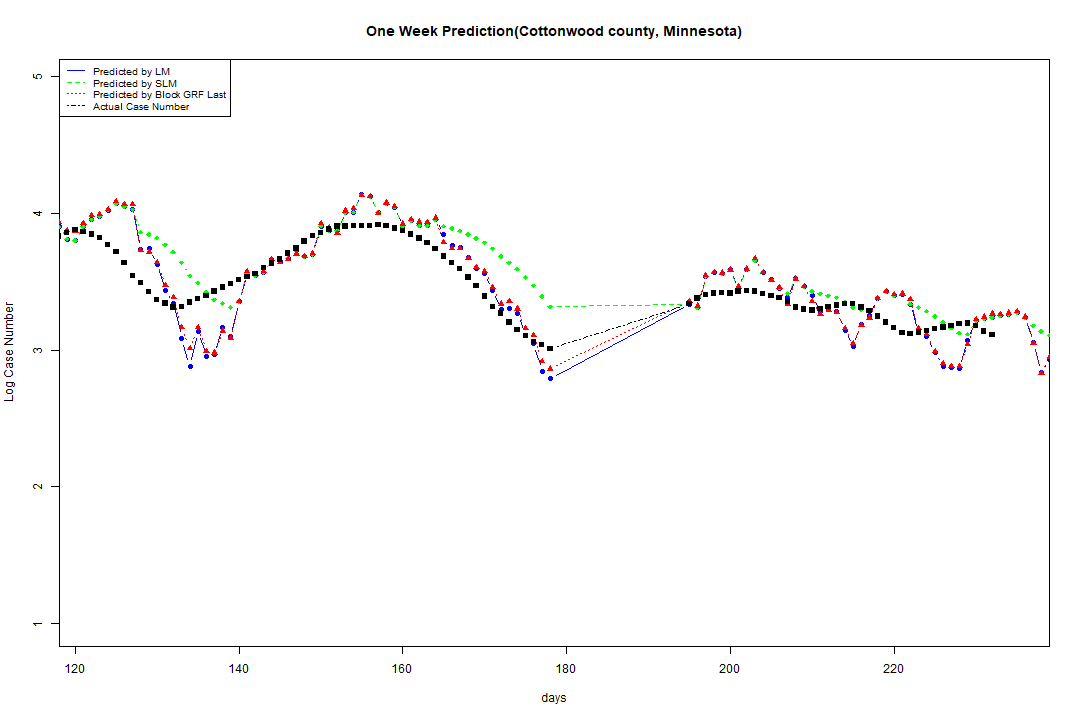 One Week Prediction(Cottonwood county, Minnesota)
Predicted by LM
Predicted by SLM
Predicted by Block GRF Last
Actual Case Number
Log Case Number
5
4
3
2
1
120 140 160 180 200 220
days